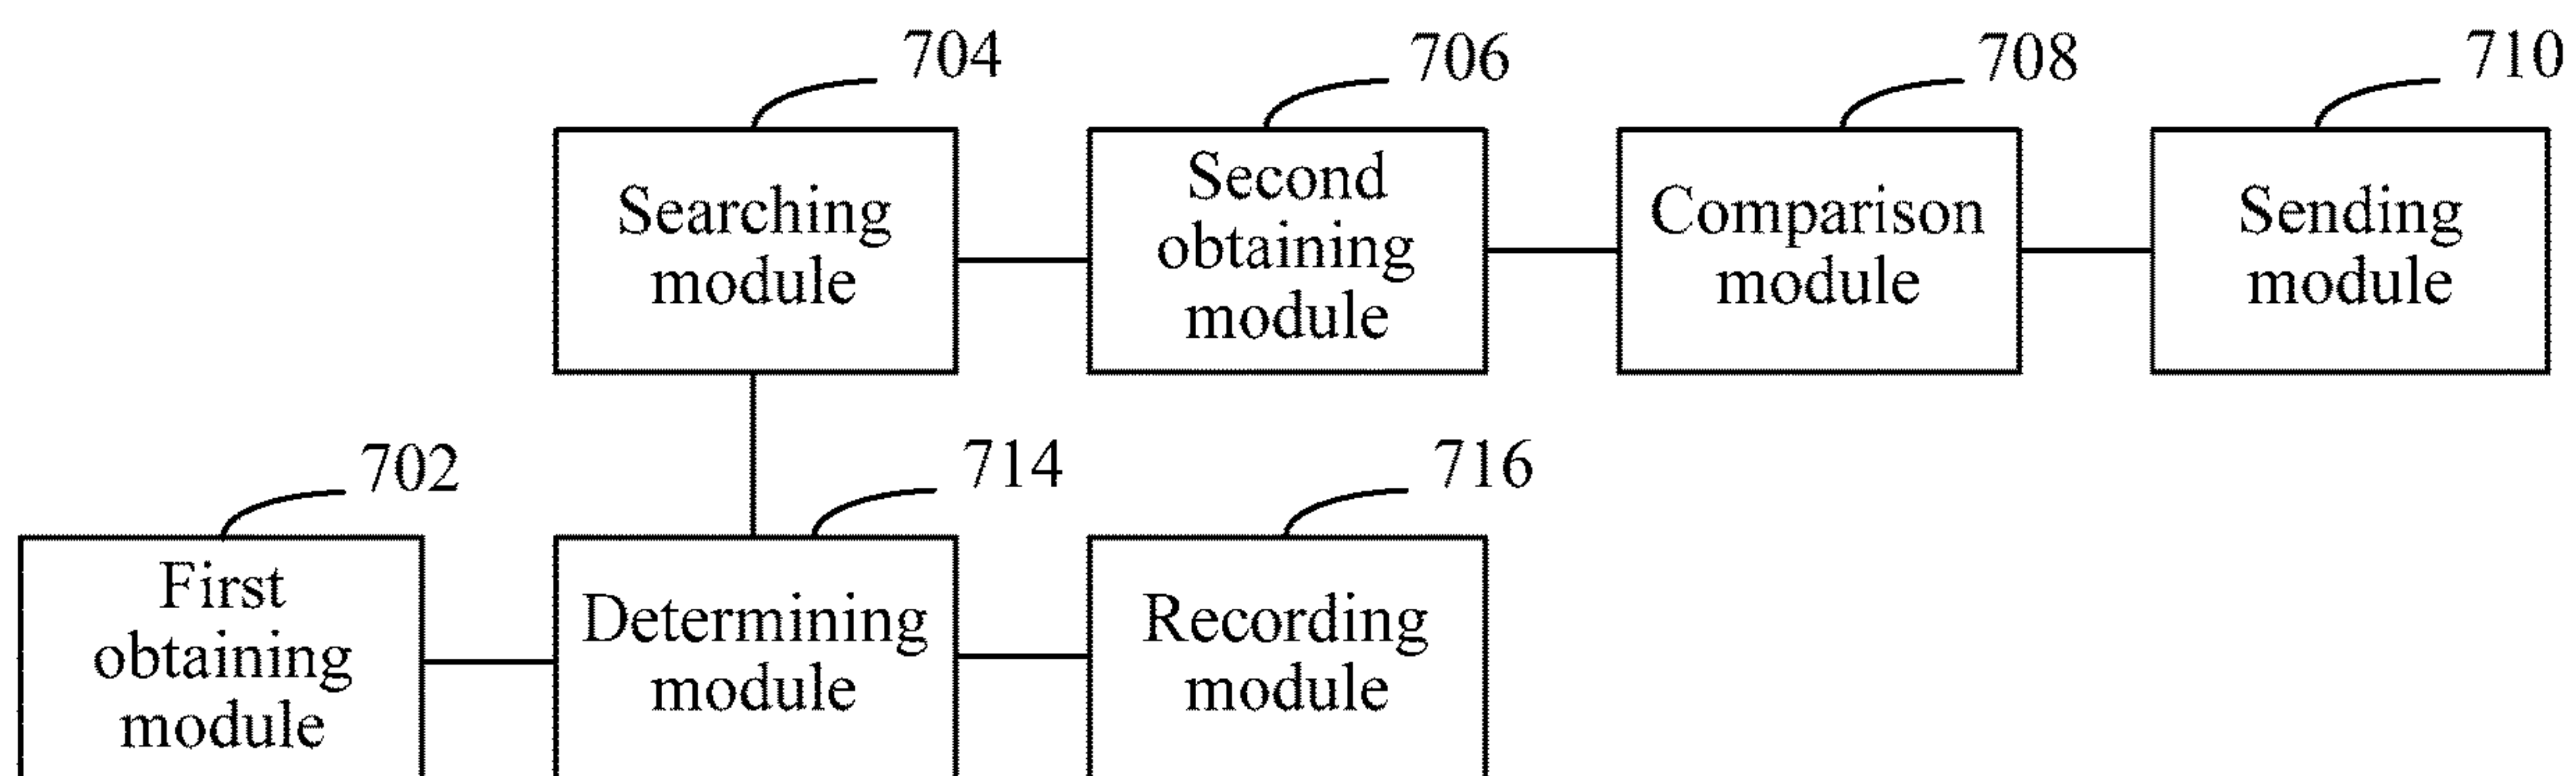 704
706
708
710
Searching
module
Second
obtaining
module
Comparison
module
Sending
module
702
714
716
First
obtaining
module
Determining
module
Recording
module